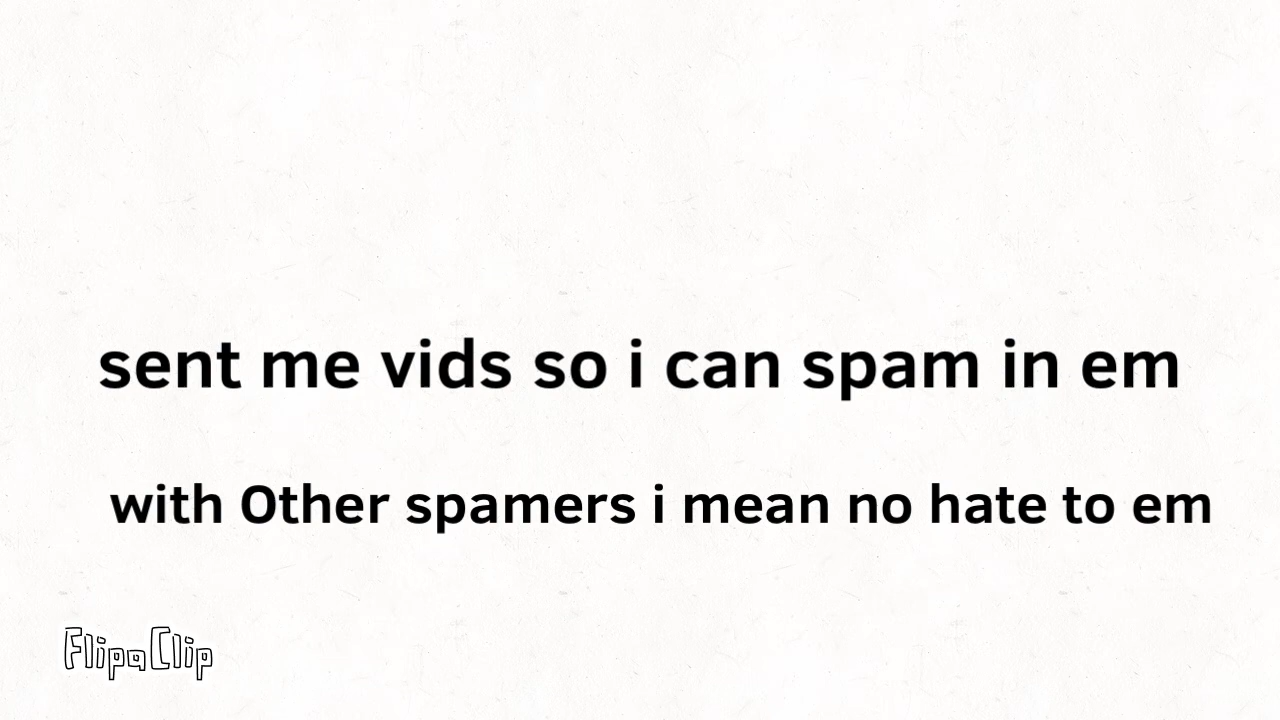 sent me vids so i can spam in em
with Other spamers i mean no hate to em
FlipaClip